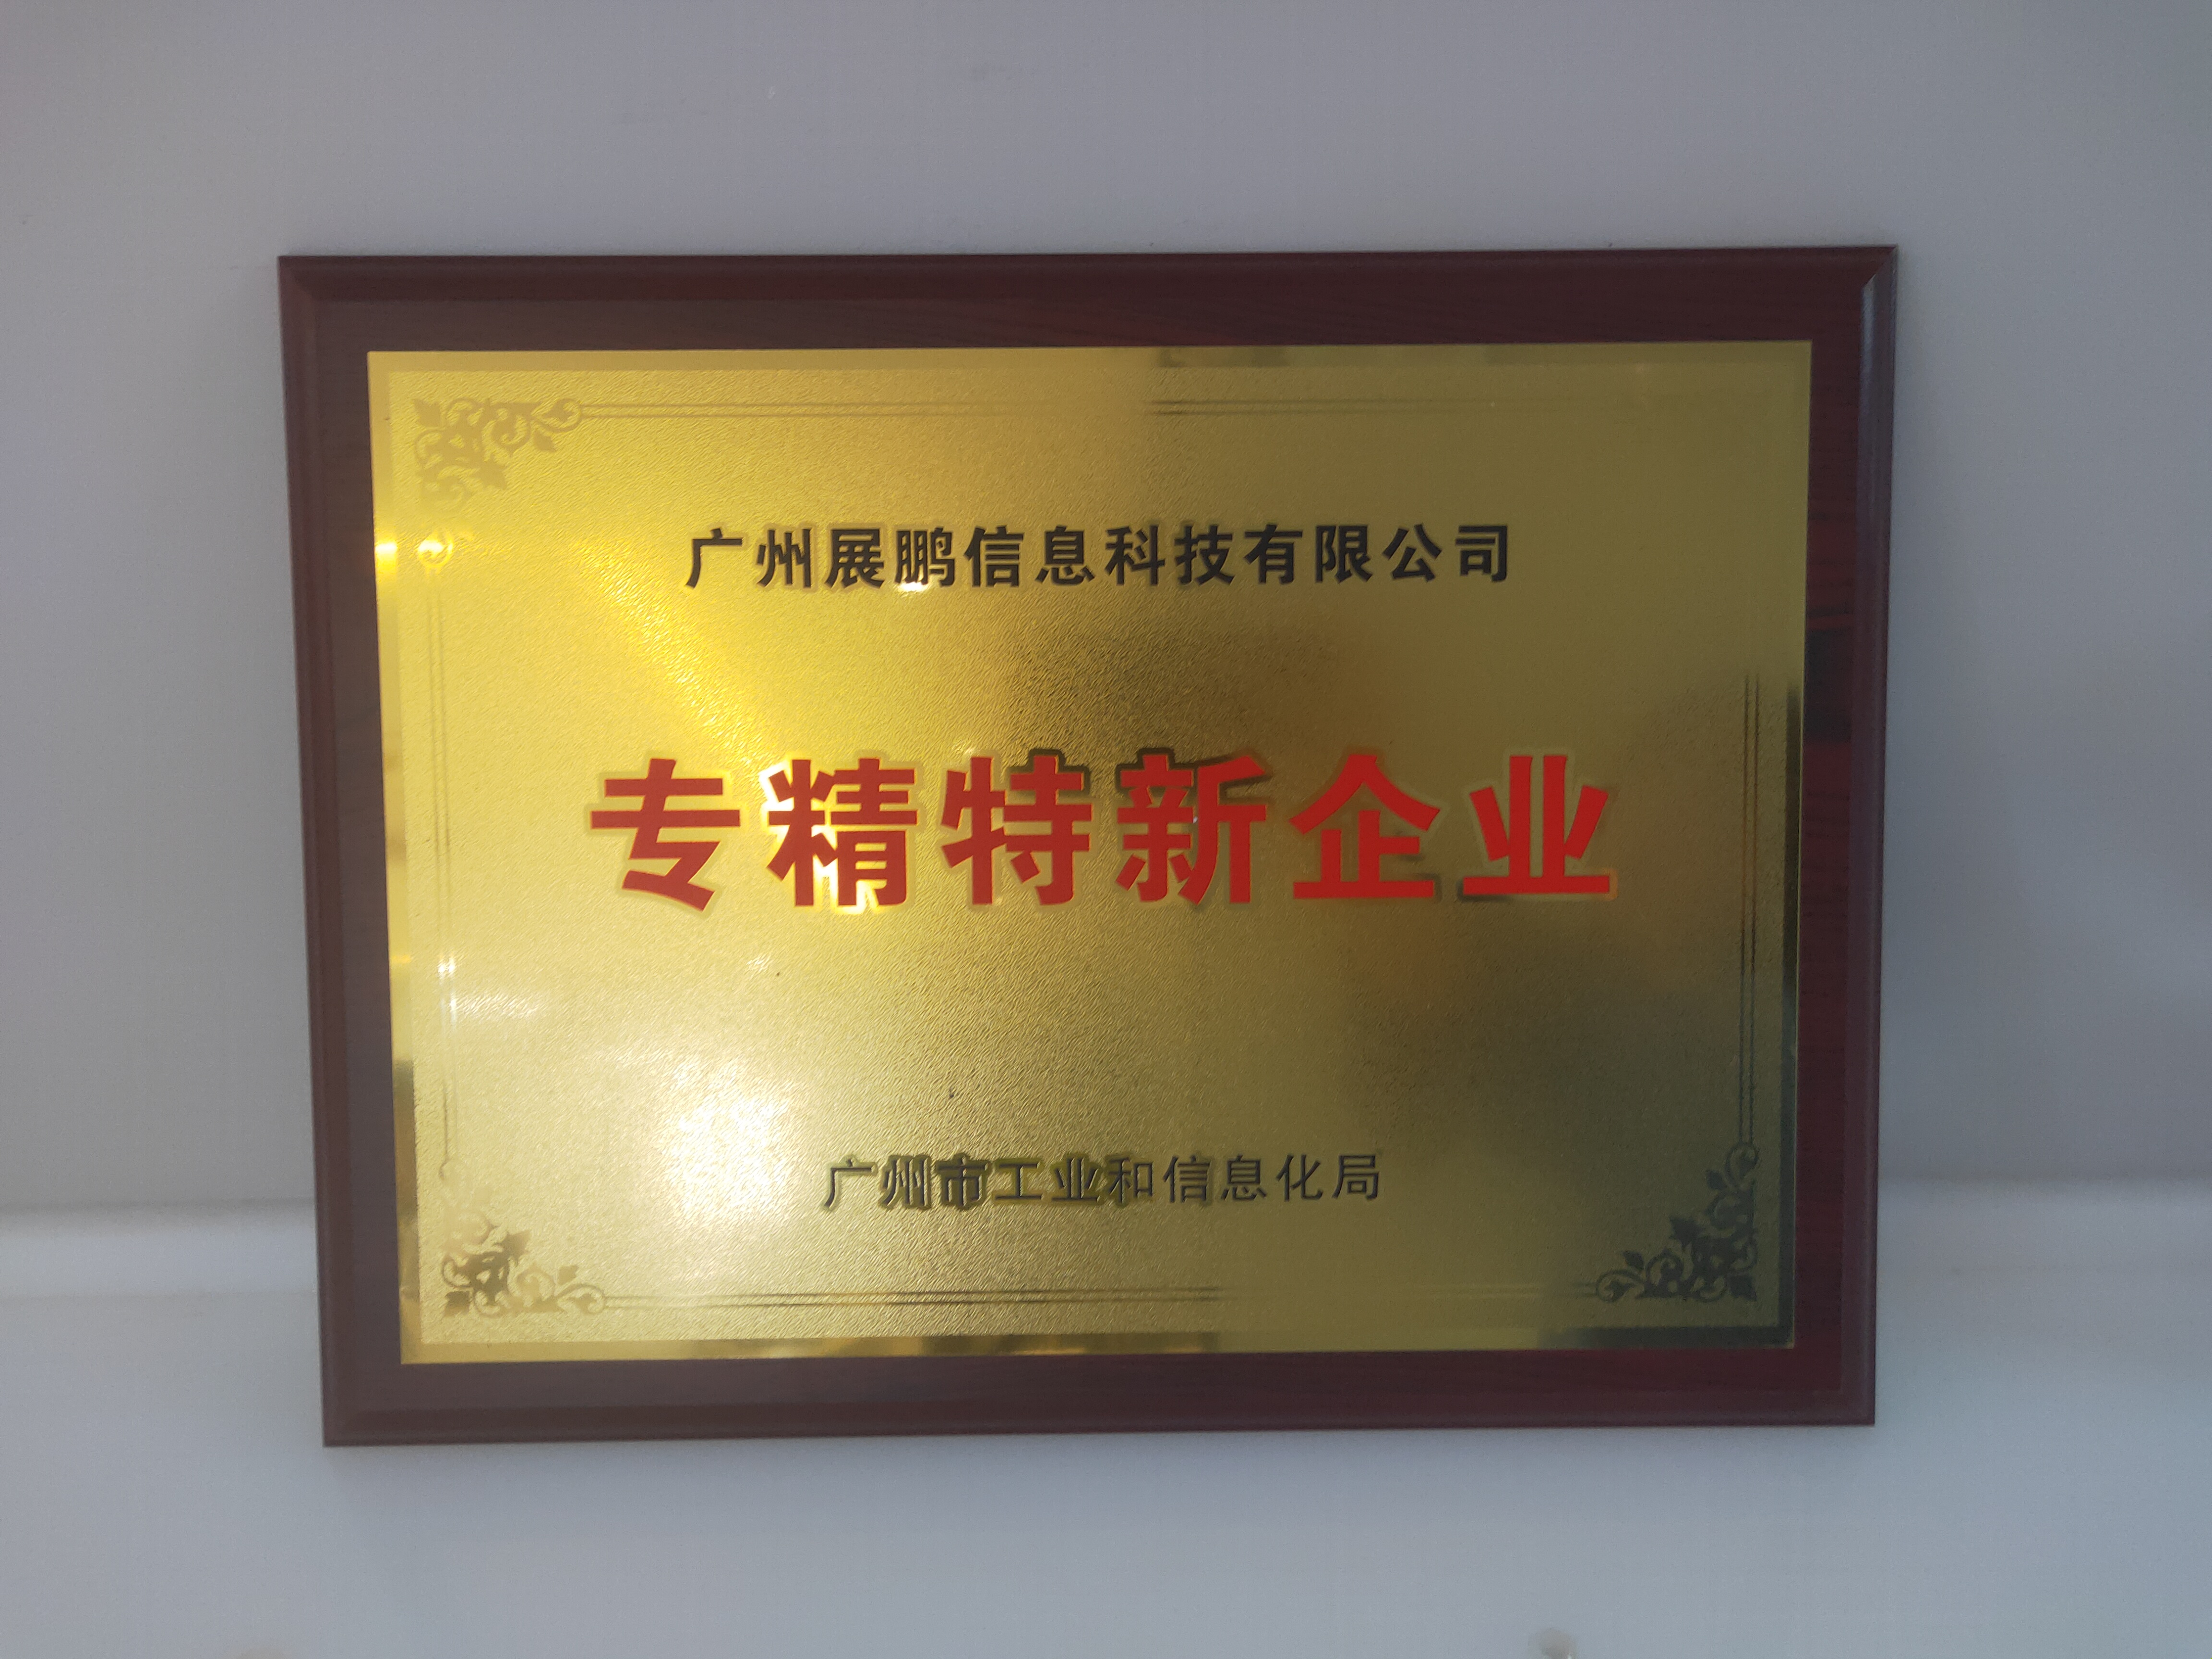 广州展鹏信息科技有限公司
专精特新企业
广州市工业和信息化局